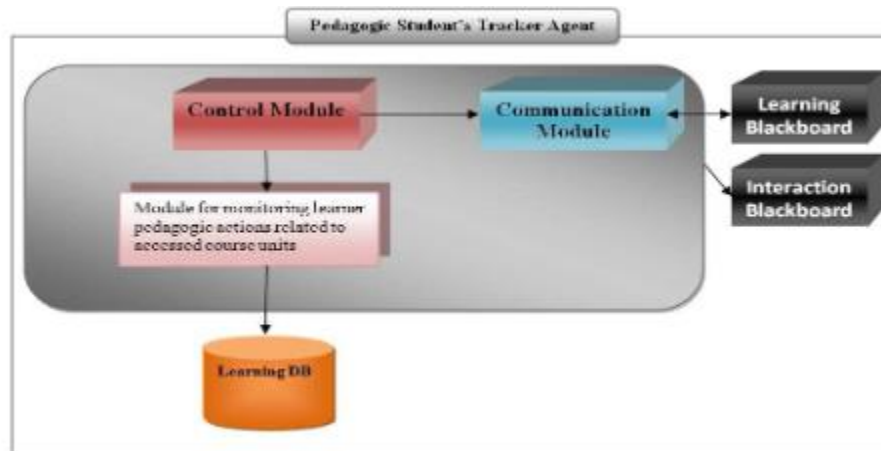 Pedagogic Student's Tracker Agent
Control Module
Communication
Module
Learning
Blackboard
Interaction
Blackboard
Module for monitoring learner
pedagogic actions related to
accessed course units
Learning DB